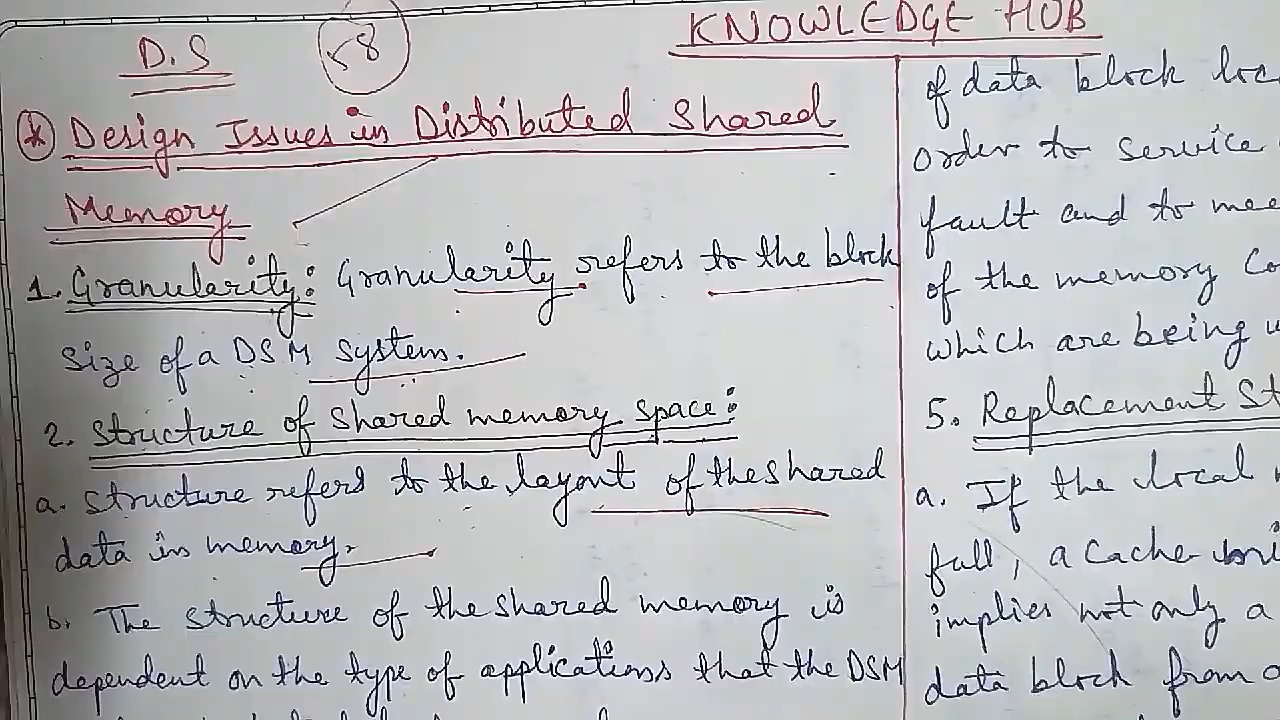 D.S
58
KNOWLEDGE HUB
Design Issues in Distributed Shared
Memory
1. Granularity: Granularity refers to the block
size of a DSM system.
2. Structure of shared memory space:
a. Structure refers to the layout of the shared
data in memory.
b. The structure of the shared memory is
dependent on the type of applications that the DSM
of data block
order to service
fault and to
of the memory
which are being
5. Replacement
a. If the local
full, a cache
implies not only a
data block from